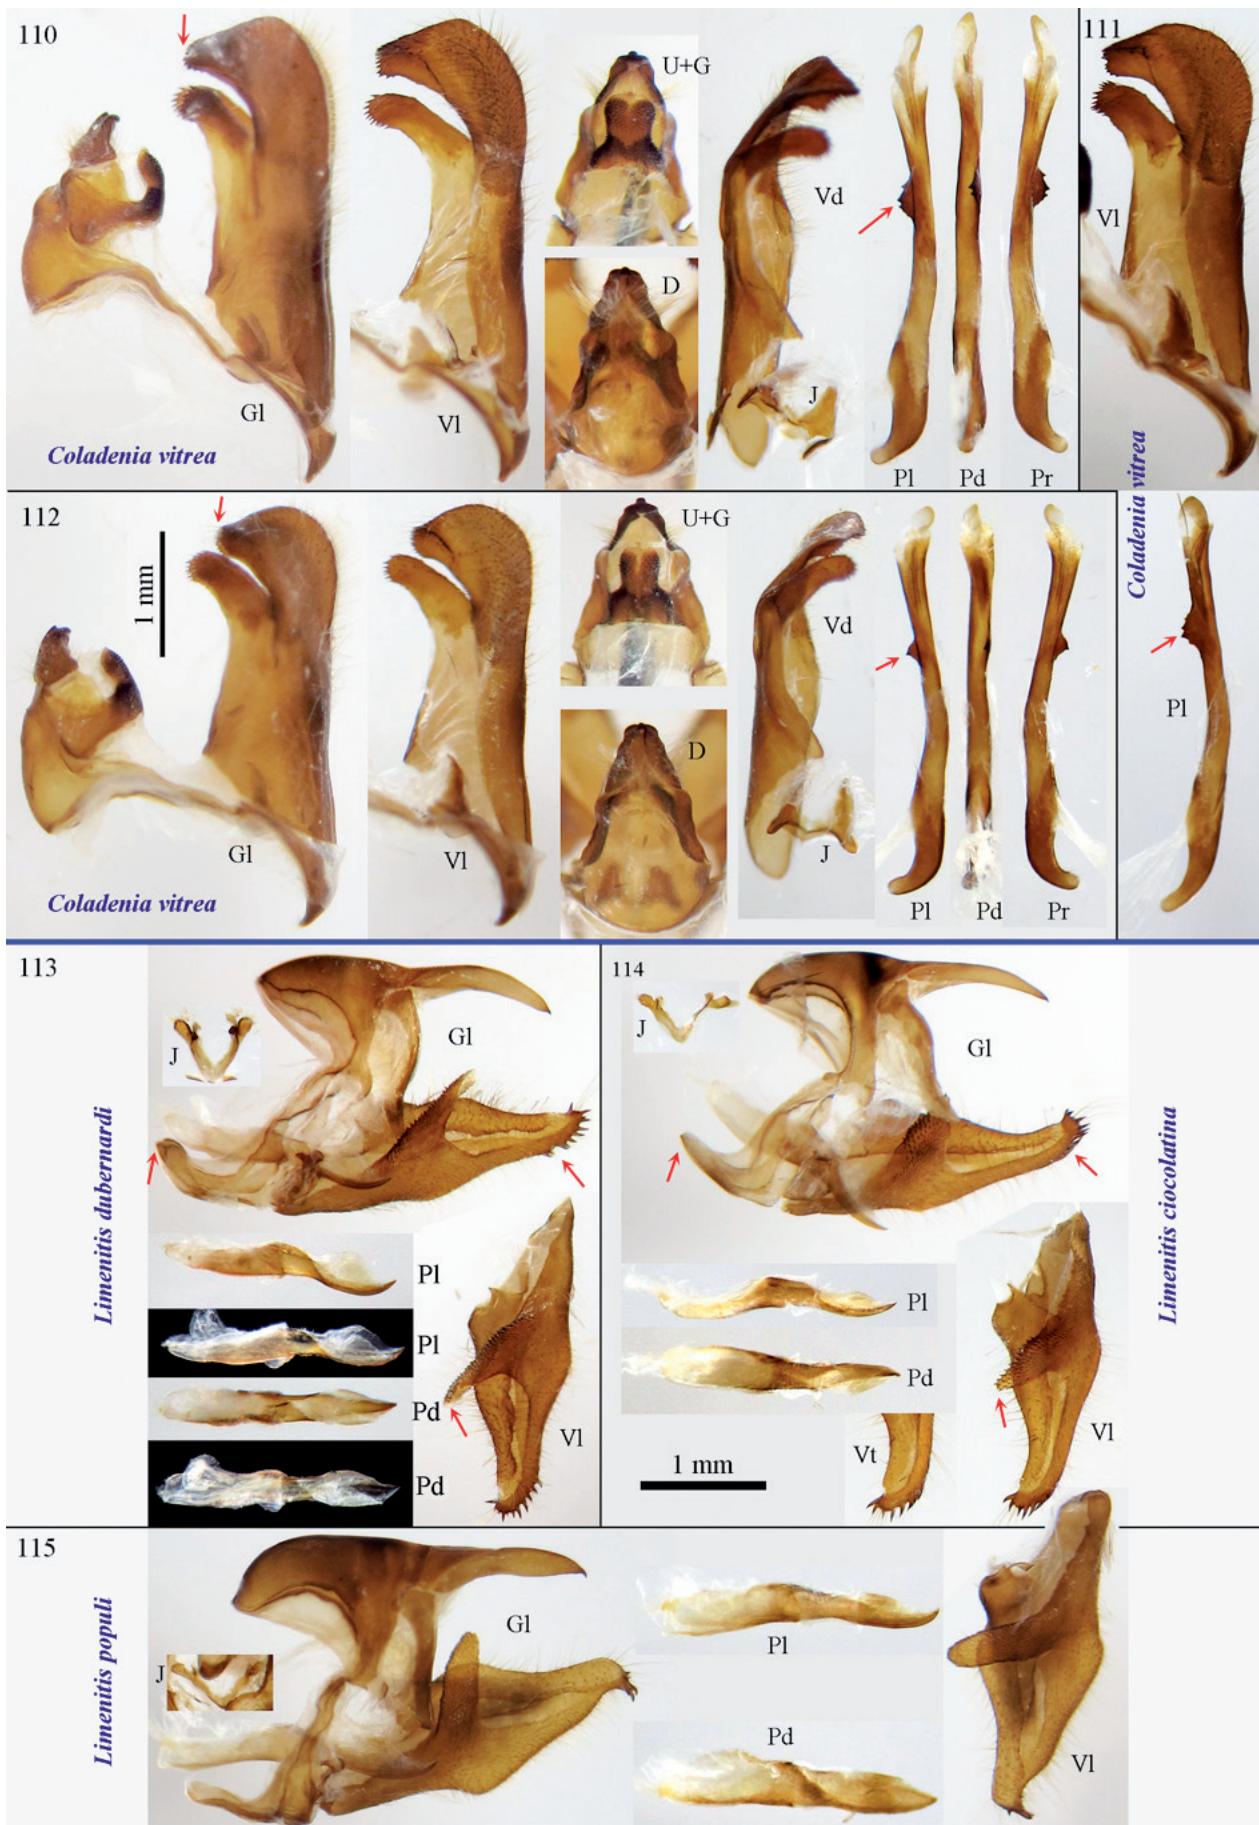 110
U+G
D
Vd
J
Gl
Vl
Pl
Pd
Pr
Coladenia vitrea
111
Vl
Coladenia vitrea
Pl
112
1 mm
U+G
D
Vd
J
Gl
Vl
Pl
Pd
Pr
Coladenia vitrea
113
J
Gl
Limenitis dubernardi
Pl
Pl
Pd
Pd
Vl
114
J
Gl
Limenitis ciocolatina
Pl
Pd
Vt
Vl
1 mm
115
J
Gl
Limenitis populi
Pl
Pd
Vl